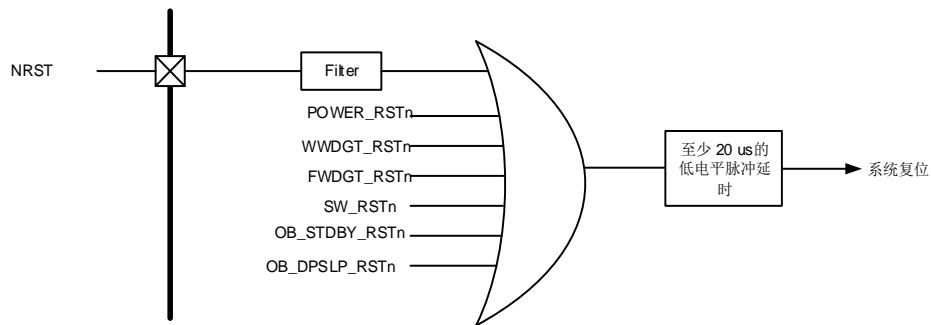 NRST
Filter
POWER_RSTn
WWDGT_RSTn
FWDGT_RSTn
SW_RSTn
OB_STDBY_RSTn
OB_DPSLP_RSTn
至少 20 us的
低电平脉冲延
时
系统复位